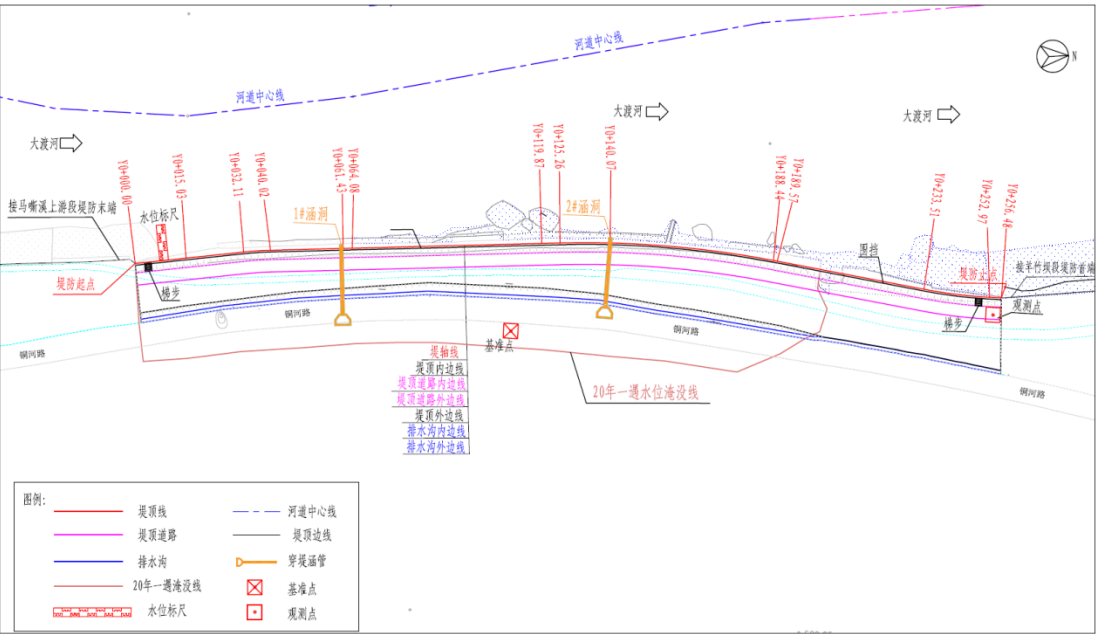 河道中心线
河道中心线
N
大渡河
大渡河
大渡河
Y0+000.00
Y0+015.03
Y0+032.11
Y0+040.02
Y0+061.43
Y0+064.08
Y0+119.87
Y0+125.26
Y0+140.07
Y0+188.44
Y0+189.57
Y0+233.51
Y0+252.97
Y0+256.48
接马嘶溪上游段堤防末端
水位标尺
1#涵洞
2#涵洞
围挡
堤防止点
接羊竹坝段堤防首端
堤防起点
梯步
梯步
观测点
铜河路
铜河路
铜河路
铜河路
基准点
堤轴线
堤顶内边线
堤顶道路内边线
堤顶道路外边线
堤顶外边线
排水沟内边线
排水沟外边线
20年一遇水位淹没线
图例:
堤顶线
河道中心线
堤顶道路
堤顶边线
排水沟
穿堤涵管
20年一遇淹没线
基准点
水位标尺
观测点